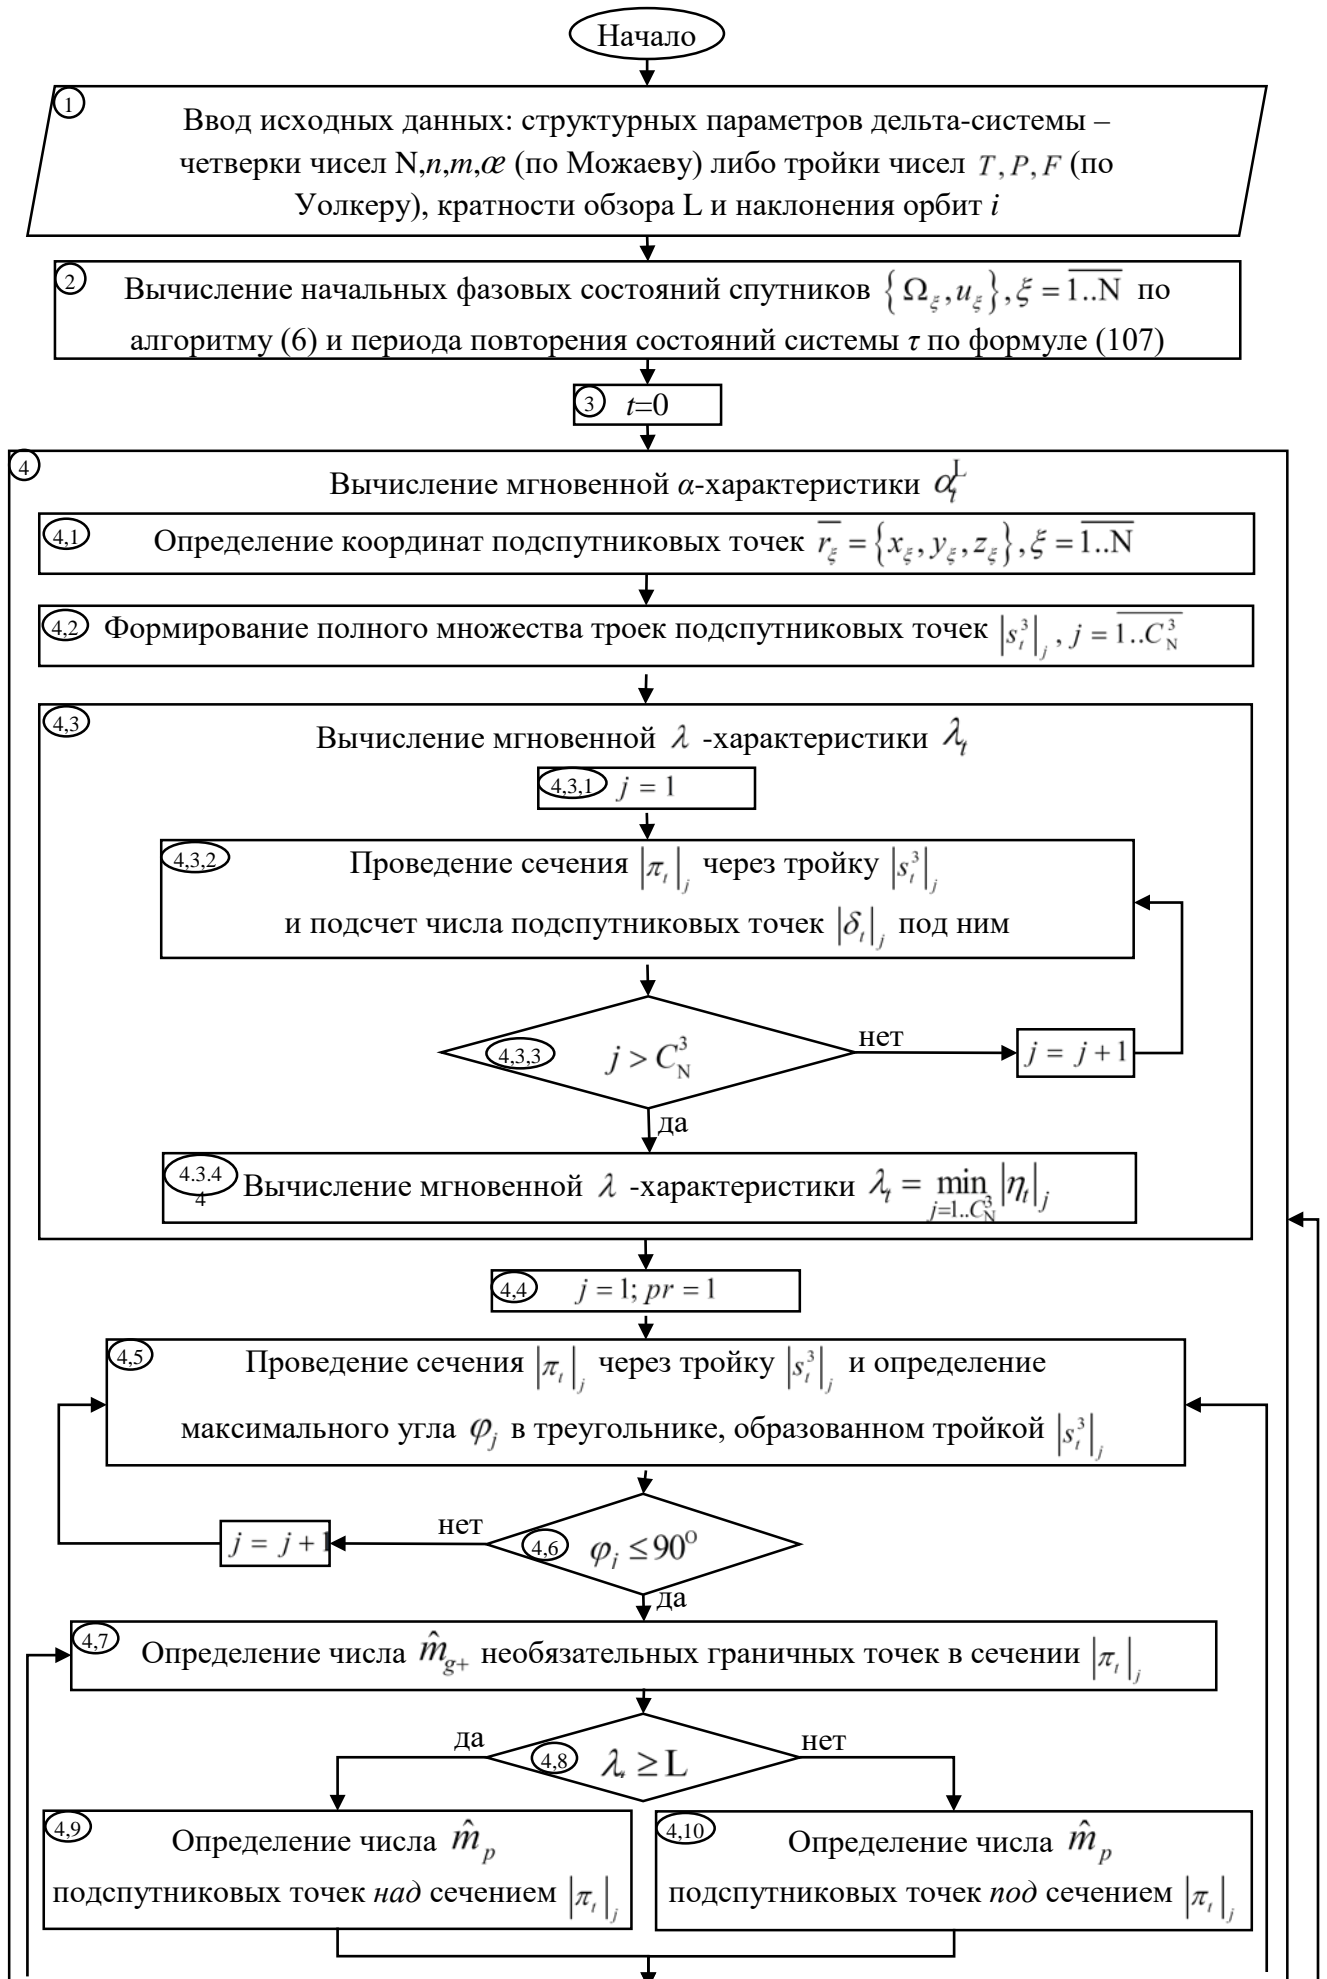 Начало
1
Ввод исходных данных: структурных параметров дельта-системы –
четверки чисел N,n,m,œ (по Можаеву) либо тройки чисел T, P, F (по
Уолкеру), кратности обзора L и наклонения орбит i
2
Вычисление начальных фазовых состояний спутников {Ω_ξ, u_ξ}, ξ = \overline{1..N} по
алгоритму (6) и периода повторения состояний системы τ по формуле (107)
3
t=0
4
Вычисление мгновенной α-характеристики α_t^L
4,1
Определение координат подспутниковых точек \overline{r_ξ} = {x_ξ, y_ξ, z_ξ}, ξ = \overline{1..N}
4,2
Формирование полного множества троек подспутниковых точек |s_t^3|_j, j = \overline{1..C_N^3}
4,3
Вычисление мгновенной λ -характеристики λ_t
4,3,1
j = 1
4,3,2
Проведение сечения |π_t|_j через тройку |s_t^3|_j
и подсчет числа подспутниковых точек |δ_t|_j под ним
4,3,3
j > C_N^3
нет
j = j+1
да
4.3.4
4
Вычисление мгновенной λ -характеристики λ_t = min_{j=1..C_N^3} |η_t|_j
4,4
j = 1; pr = 1
4,5
Проведение сечения |π_t|_j через тройку |s_t^3|_j и определение
максимального угла φ_j в треугольнике, образованном тройкой |s_t^3|_j
4,6
φ_j ≤ 90°
нет
j = j+1
да
4,7
Определение числа m̂_{g+} необязательных граничных точек в сечении |π_t|_j
4,8
λ_t ≥ L
да
нет
4,9
Определение числа m̂_p
подспутниковых точек над сечением |π_t|_j
4,10
Определение числа m̂_p
подспутниковых точек под сечением |π_t|_j